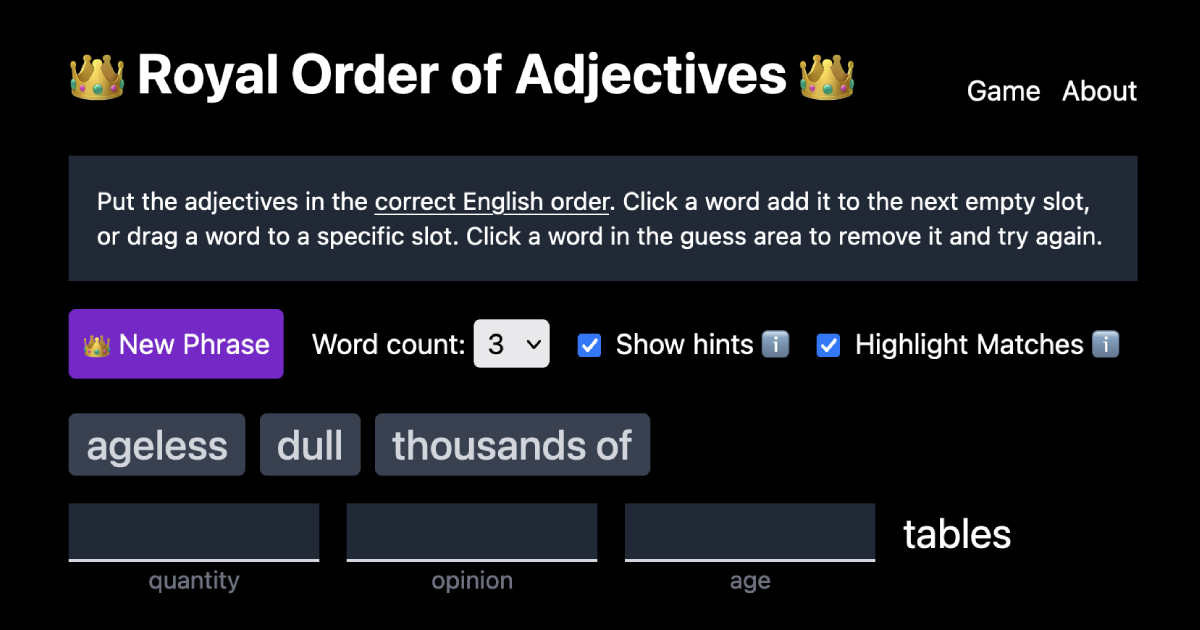 👑 Royal Order of Adjectives 👑
Game About
Put the adjectives in the correct English order. Click a word add it to the next empty slot,
or drag a word to a specific slot. Click a word in the guess area to remove it and try again.
👑 New Phrase Word count: 3 Show hints ℹ️ Highlight Matches ℹ️
ageless dull thousands of
tables
quantity opinion age